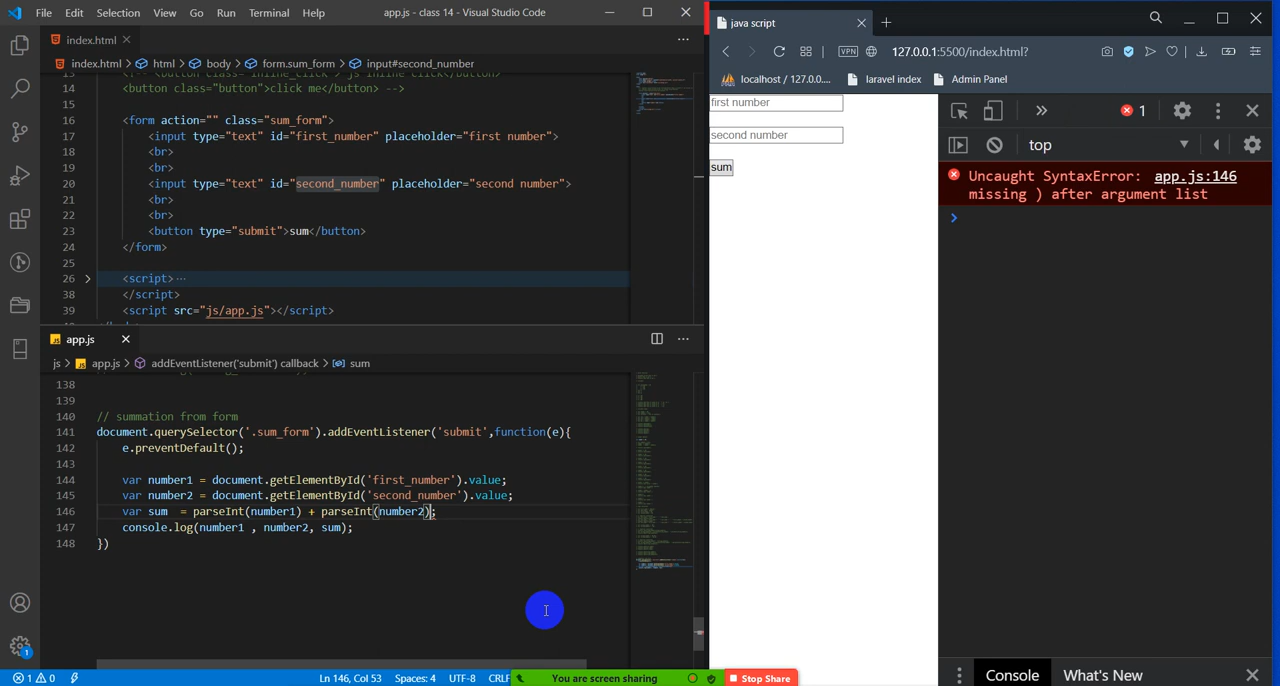 File Edit Selection View Go Run Terminal Help
app.js - class 14 - Visual Studio Code
index.html
index.html > html > body > form.sum_form > input#second_number
14 <button class="button">click me</button> -->
15
16 <form action="" class="sum_form">
17 <input type="text" id="first_number" placeholder="first number">
18 <br>
19 <br>
20 <input type="text" id="second_number" placeholder="second number">
21 <br>
22 <br>
23 <button type="submit">sum</button>
24 </form>
25
26 <script>…
38 </script>
39 <script src="js/app.js"></script>
app.js
js > app.js > addEventListener('submit') callback > sum
138
139
140 // summation from form
141 document.querySelector('.sum_form').addEventListener('submit',function(e){
142 e.preventDefault();
143
144 var number1 = document.getElementById('first_number').value;
145 var number2 = document.getElementById('second_number').value;
146 var sum  = parseInt(number1) + parseInt(number2);
147 console.log(number1 , number2, sum);
148 })
1 0
Ln 146, Col 53 Spaces: 4 UTF-8 CRLF
You are screen sharing
Stop Share
java script
VPN 127.0.0.1:5500/index.html?
localhost / 127.0.0.... laravel index Admin Panel
first number
second number
sum
1
top
Uncaught SyntaxError: app.js:146
missing ) after argument list
Console What's New